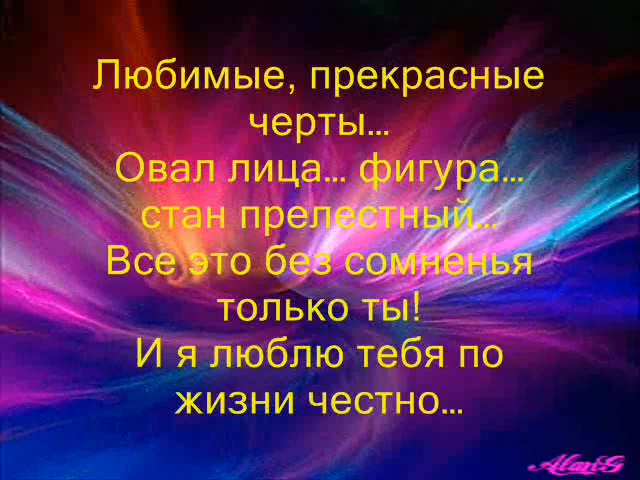 Любимые, прекрасные
черты...
Овал лица... фигура...
стан прелестный...
Все это без сомненья
только ты!
И я люблю тебя по
жизни честно...
AlanG